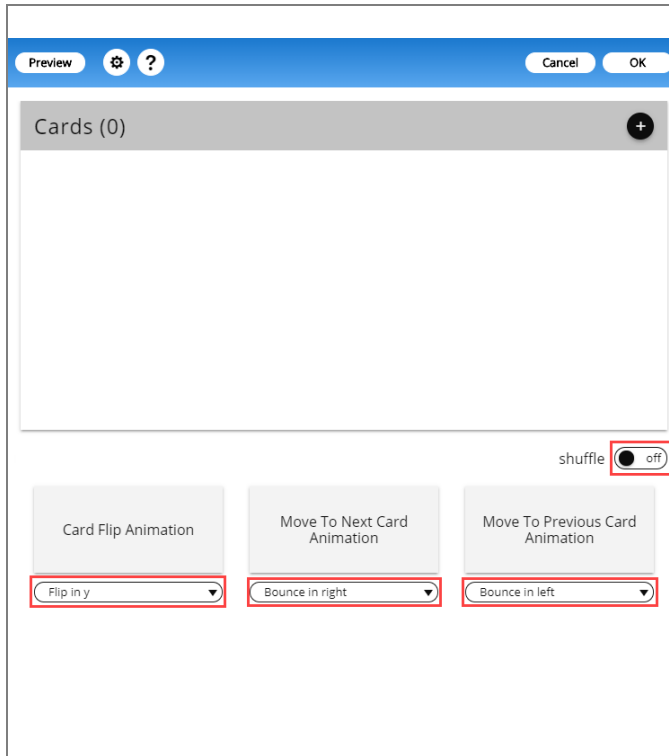 Preview ? Cancel OK
Cards (0) +
shuffle off
Card Flip Animation
Move To Next Card
Animation
Move To Previous Card
Animation
Flip in y
Bounce in right
Bounce in left